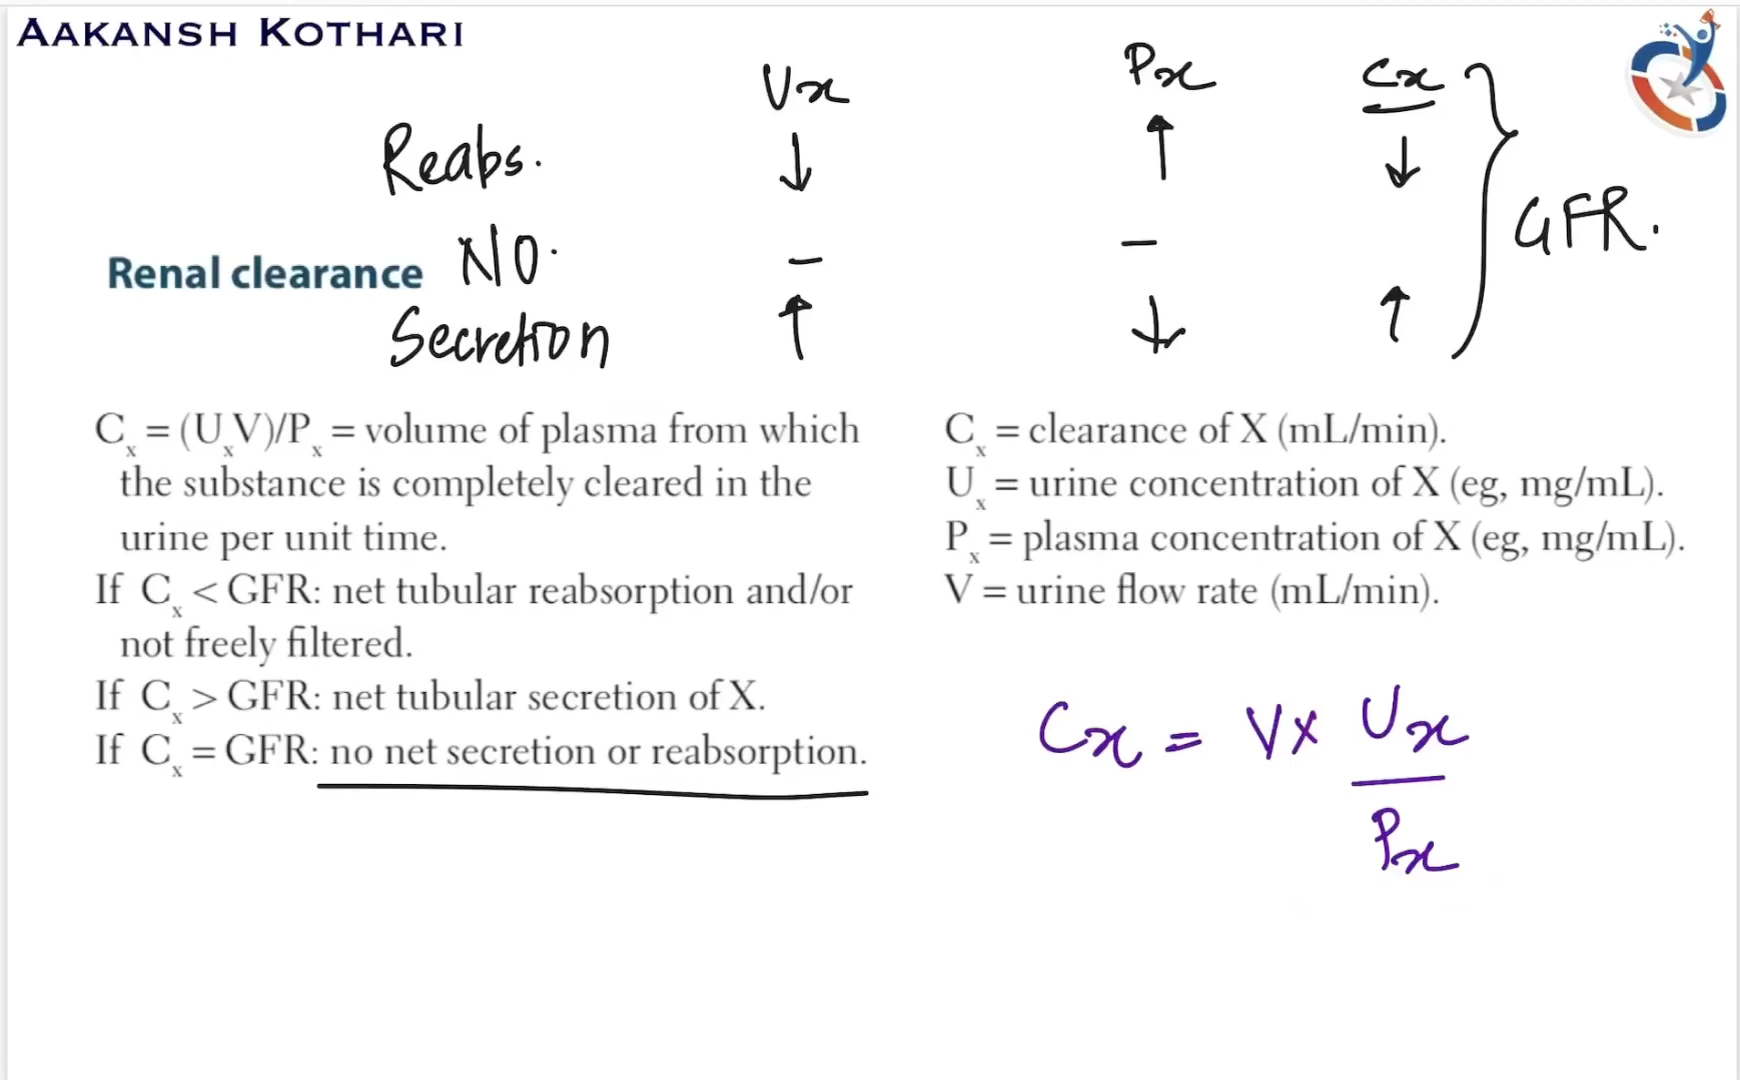 AAKANSH KOTHARI
Ux Px Cx
Reabs. ↓ ↑ ↓
GFR.
NO. – –
Renal clearance
Secretion ↑ ↓ ↑
Cx = (UxV)/Px = volume of plasma from which
the substance is completely cleared in the
urine per unit time.
If Cx < GFR: net tubular reabsorption and/or
not freely filtered.
If Cx > GFR: net tubular secretion of X.
If Cx = GFR: no net secretion or reabsorption.
Cx = clearance of X (mL/min).
Ux = urine concentration of X (eg, mg/mL).
Px = plasma concentration of X (eg, mg/mL).
V = urine flow rate (mL/min).
Cx = V x Ux
Px